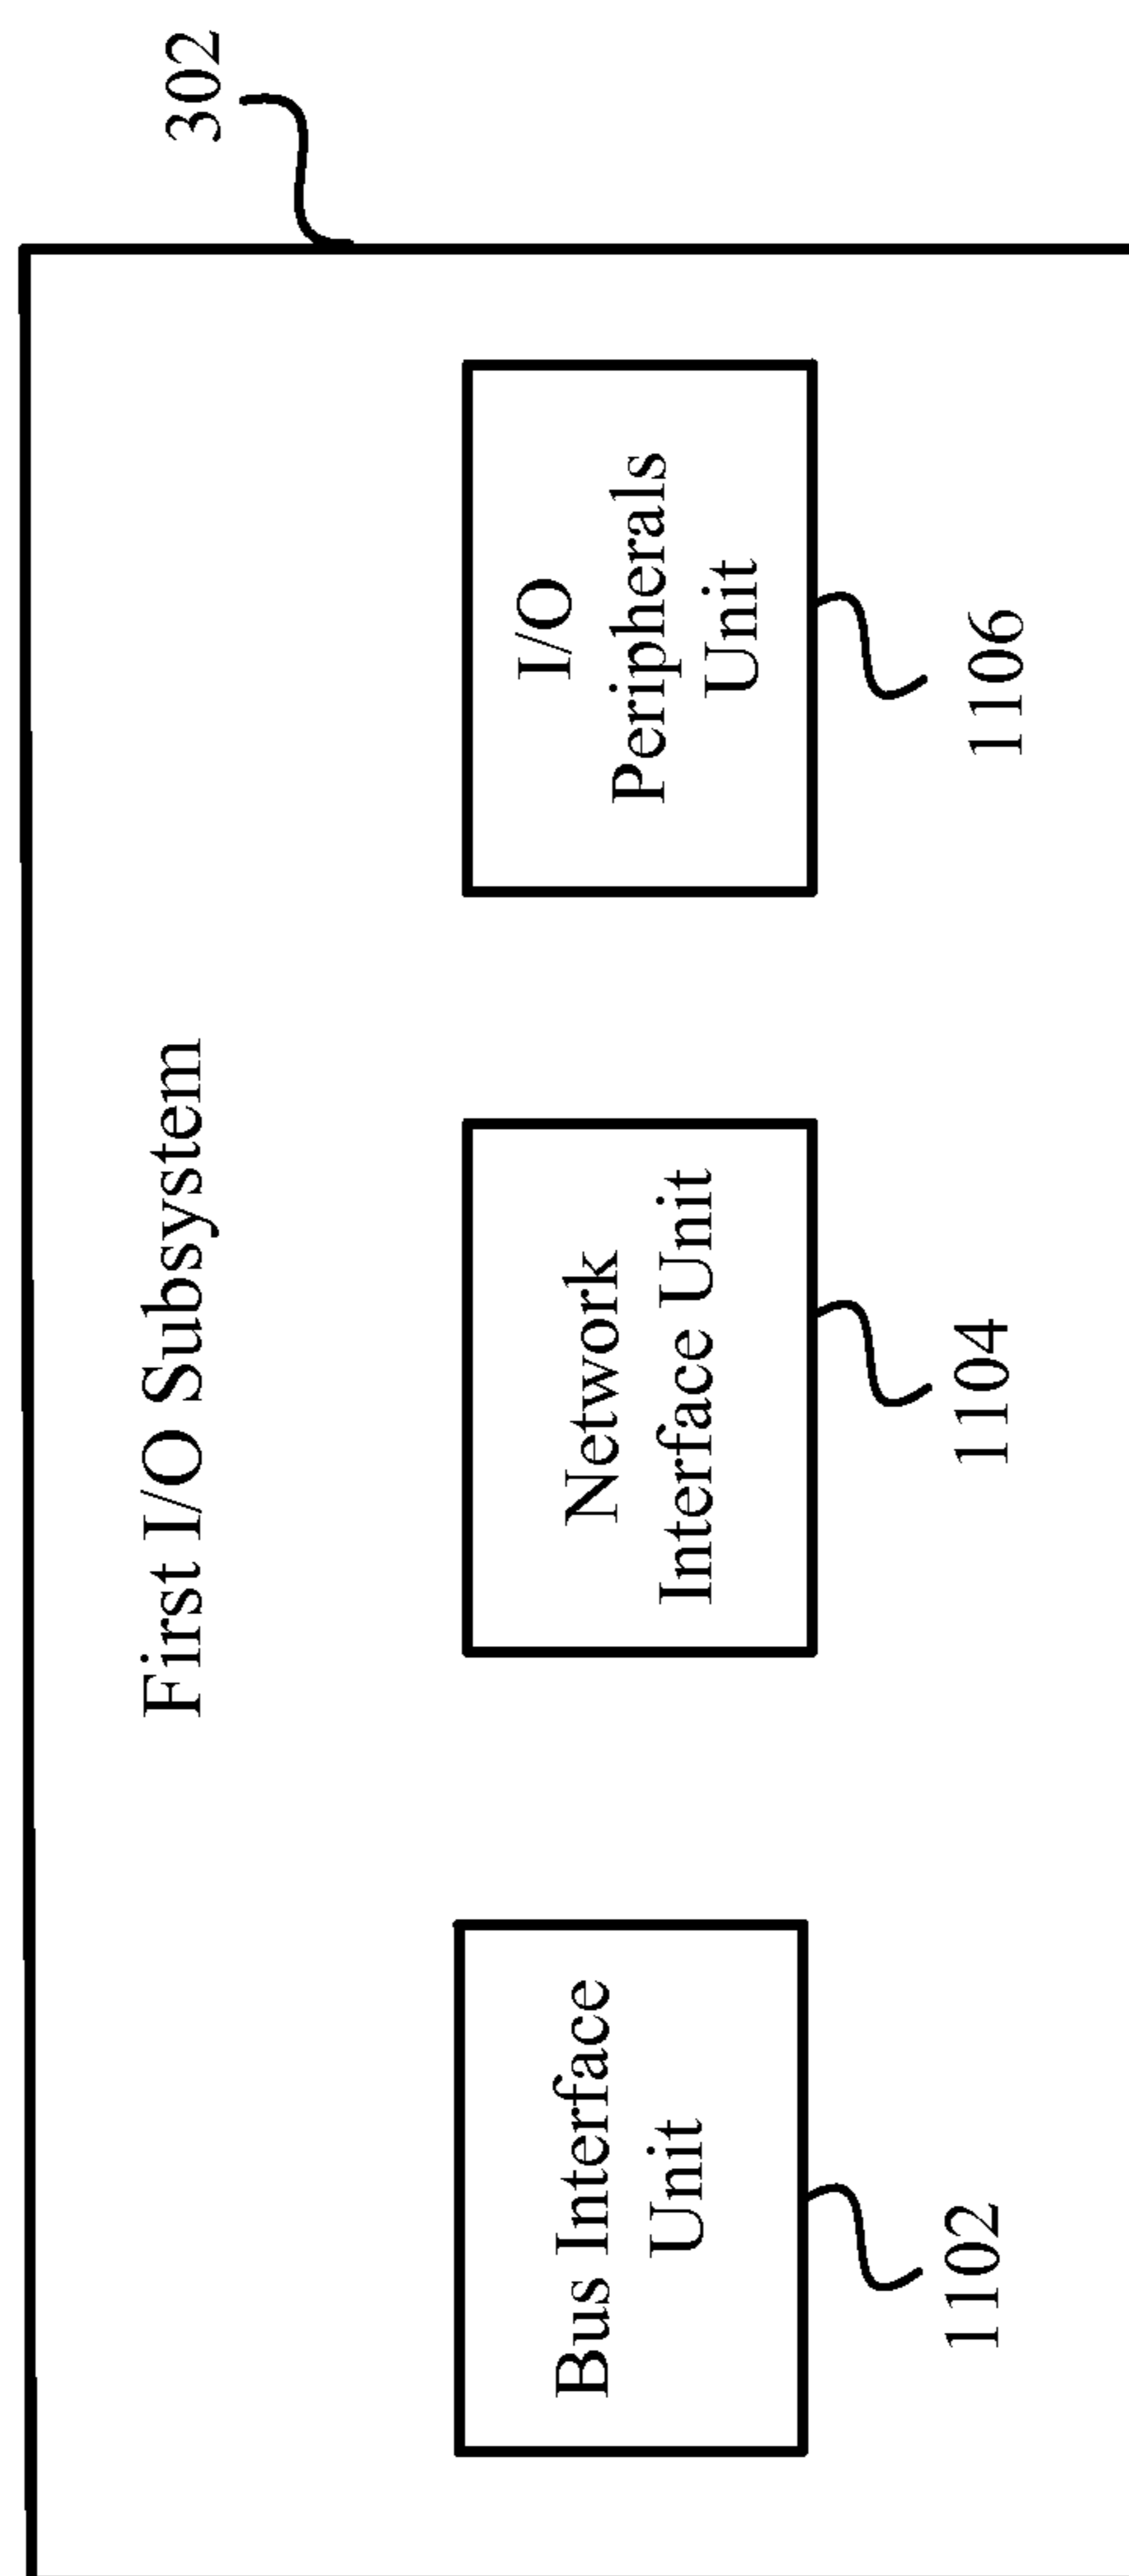 302
First I/O Subsystem
Bus Interface
Unit
1102
Network
Interface Unit
1104
I/O
Peripherals
Unit
1106